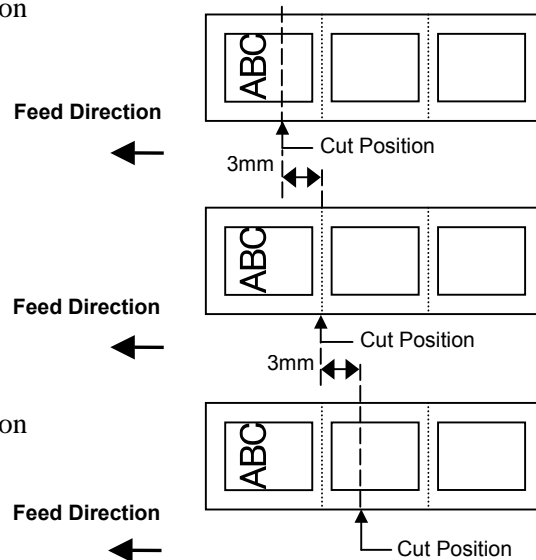 on
ABC
Feed Direction
Cut Position
3mm
ABC
Feed Direction
Cut Position
3mm
on
ABC
Feed Direction
Cut Position